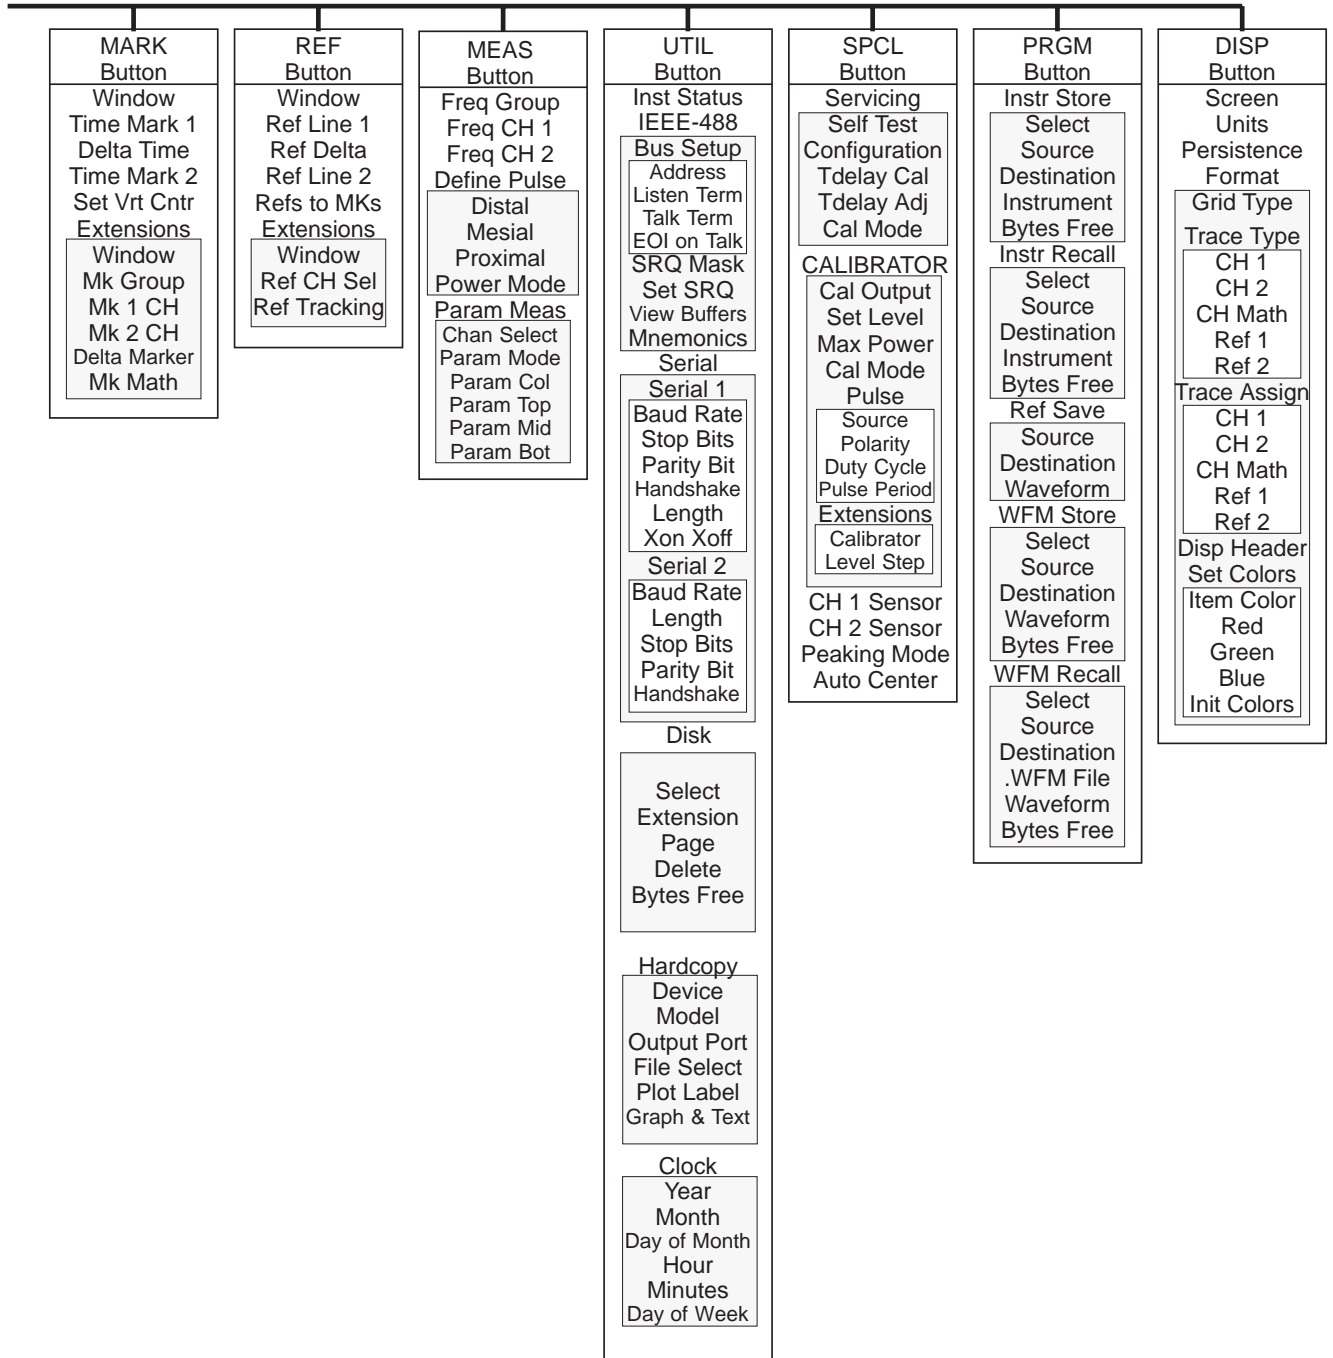 MARK
Button
Window
Time Mark 1
Delta Time
Time Mark 2
Set Vrt Cntr
Extensions
Window
Mk Group
Mk 1 CH
Mk 2 CH
Delta Marker
Mk Math
REF
Button
Window
Ref Line 1
Ref Delta
Ref Line 2
Refs to MKs
Extensions
Window
Ref CH Sel
Ref Tracking
MEAS
Button
Freq Group
Freq CH 1
Freq CH 2
Define Pulse
Distal
Mesial
Proximal
Power Mode
Param Meas
Chan Select
Param Mode
Param Col
Param Top
Param Mid
Param Bot
UTIL
Button
Inst Status
IEEE-488
Bus Setup
Address
Listen Term
Talk Term
EOI on Talk
SRQ Mask
Set SRQ
View Buffers
Mnemonics
Serial
Serial 1
Baud Rate
Stop Bits
Parity Bit
Handshake
Length
Xon Xoff
Serial 2
Baud Rate
Length
Stop Bits
Parity Bit
Handshake
Disk
Select
Extension
Page
Delete
Bytes Free
Hardcopy
Device
Model
Output Port
File Select
Plot Label
Graph & Text
Clock
Year
Month
Day of Month
Hour
Minutes
Day of Week
SPCL
Button
Servicing
Self Test
Configuration
Tdelay Cal
Tdelay Adj
Cal Mode
CALIBRATOR
Cal Output
Set Level
Max Power
Cal Mode
Pulse
Source
Polarity
Duty Cycle
Pulse Period
Extensions
Calibrator
Level Step
CH 1 Sensor
CH 2 Sensor
Peaking Mode
Auto Center
PRGM
Button
Instr Store
Select
Source
Destination
Instrument
Bytes Free
Instr Recall
Select
Source
Destination
Instrument
Bytes Free
Ref Save
Source
Destination
Waveform
WFM Store
Select
Source
Destination
Waveform
Bytes Free
WFM Recall
Select
Source
Destination
.WFM File
Waveform
Bytes Free
DISP
Button
Screen
Units
Persistence
Format
Grid Type
Trace Type
CH 1
CH 2
CH Math
Ref 1
Ref 2
Trace Assign
CH 1
CH 2
CH Math
Ref 1
Ref 2
Disp Header
Set Colors
Item Color
Red
Green
Blue
Init Colors